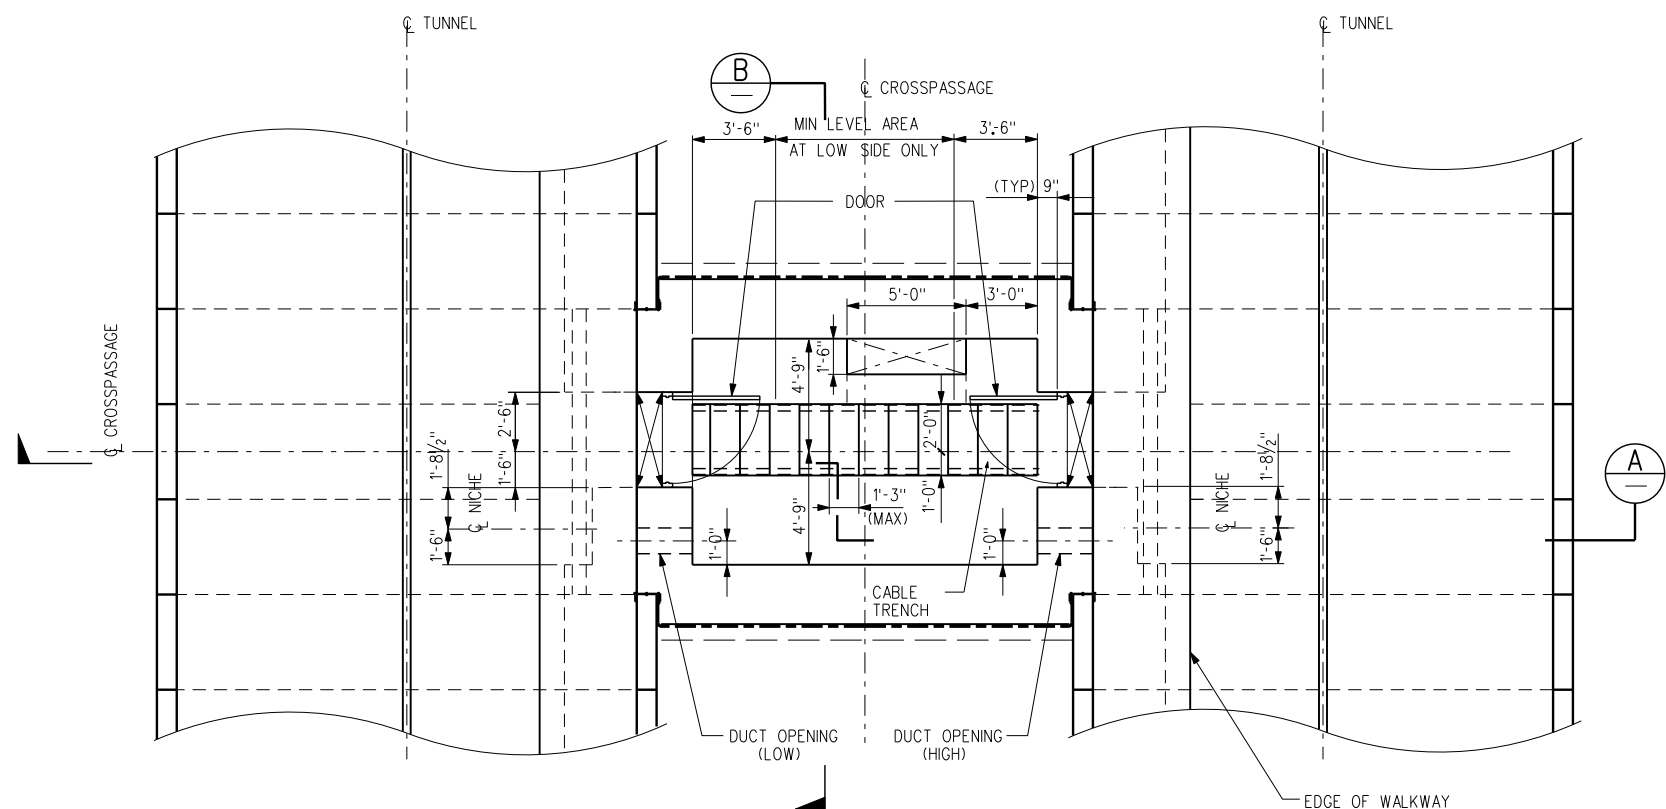 ℄ TUNNEL
℄ TUNNEL
B
℄ CROSSPASSAGE
3'-6"
MIN LEVEL AREA
AT LOW SIDE ONLY
3'-6"
(TYP) 9"
DOOR
5'-0"
3'-0"
℄ CROSSPASSAGE
1'-6"
4'-9"
2'-6"
2'-0"
1'-8½"
1'-6"
℄ NICHE
1'-6"
4'-9"
1'-3"
(MAX)
1'-0"
1'-0"
1'-0"
1'-8½"
℄ NICHE
1'-6"
A
CABLE
TRENCH
DUCT OPENING
(LOW)
DUCT OPENING
(HIGH)
EDGE OF WALKWAY